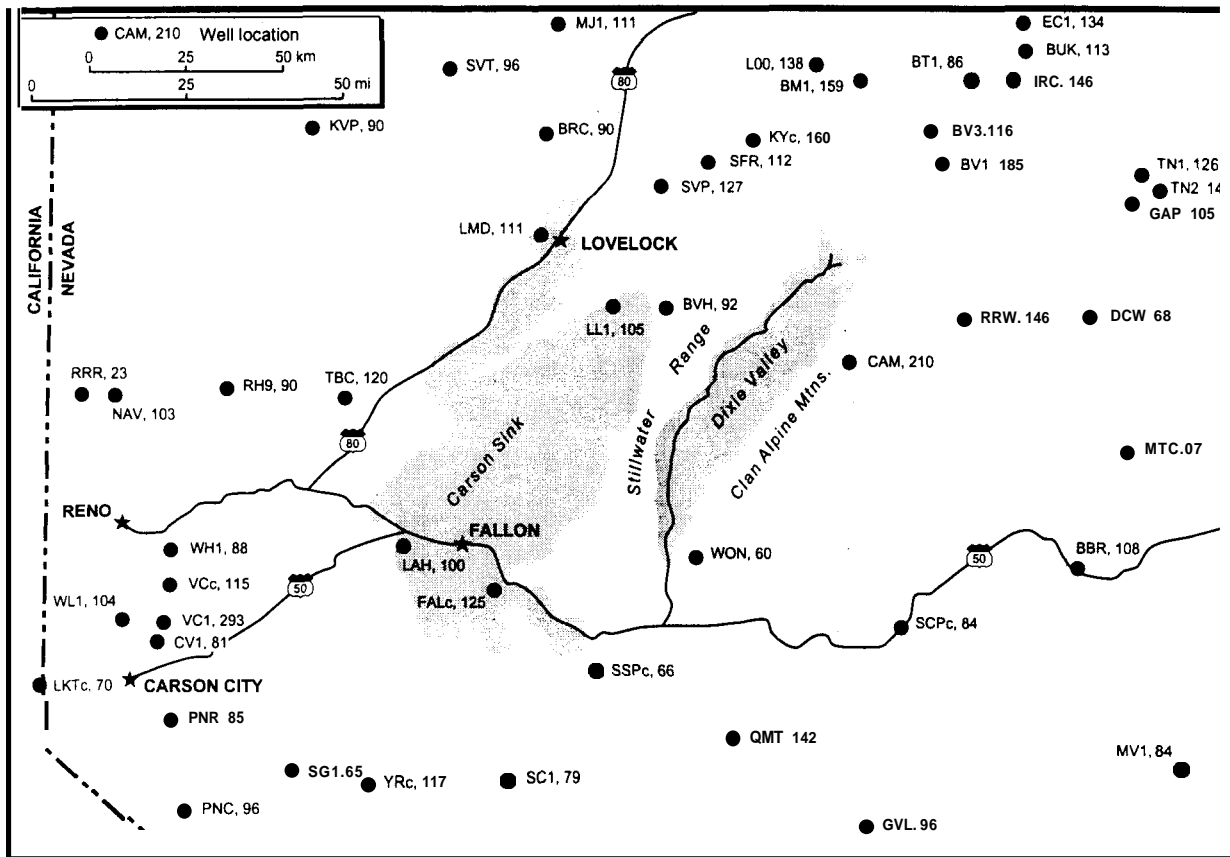 CAM, 210 Well location
0 25 50 km
0 25 50 mi
MJ1, 111
EC1, 134
BUK, 113
SVT, 96
80
L00, 138
BM1, 159
BT1, 86
IRC. 146
KVP, 90
BRC, 90
KYc, 160
BV3.116
SFR, 112
BV1 185
TN1, 126
TN2 14
SVP, 127
GAP 105
LMD, 111
LOVELOCK
CALIFORNIA
NEVADA
LL1, 105
BVH, 92
Range
RRW. 146
DCW 68
Dixie Valley
CAM, 210
RRR, 23
NAV, 103
RH9, 90
TBC, 120
Clan Alpine Mtns.
80
Carson Sink
Stillwater
MTC.07
RENO
FALLON
WH1, 88
LAH, 100
WON, 60
50
BBR, 108
VCc, 115
50
FALc, 125
WL1, 104
VC1, 293
SCPc, 84
CV1, 81
SSPc, 66
LKTc, 70
CARSON CITY
PNR 85
QMT 142
MV1, 84
SG1.65
YRc, 117
SC1, 79
PNC, 96
GVL. 96